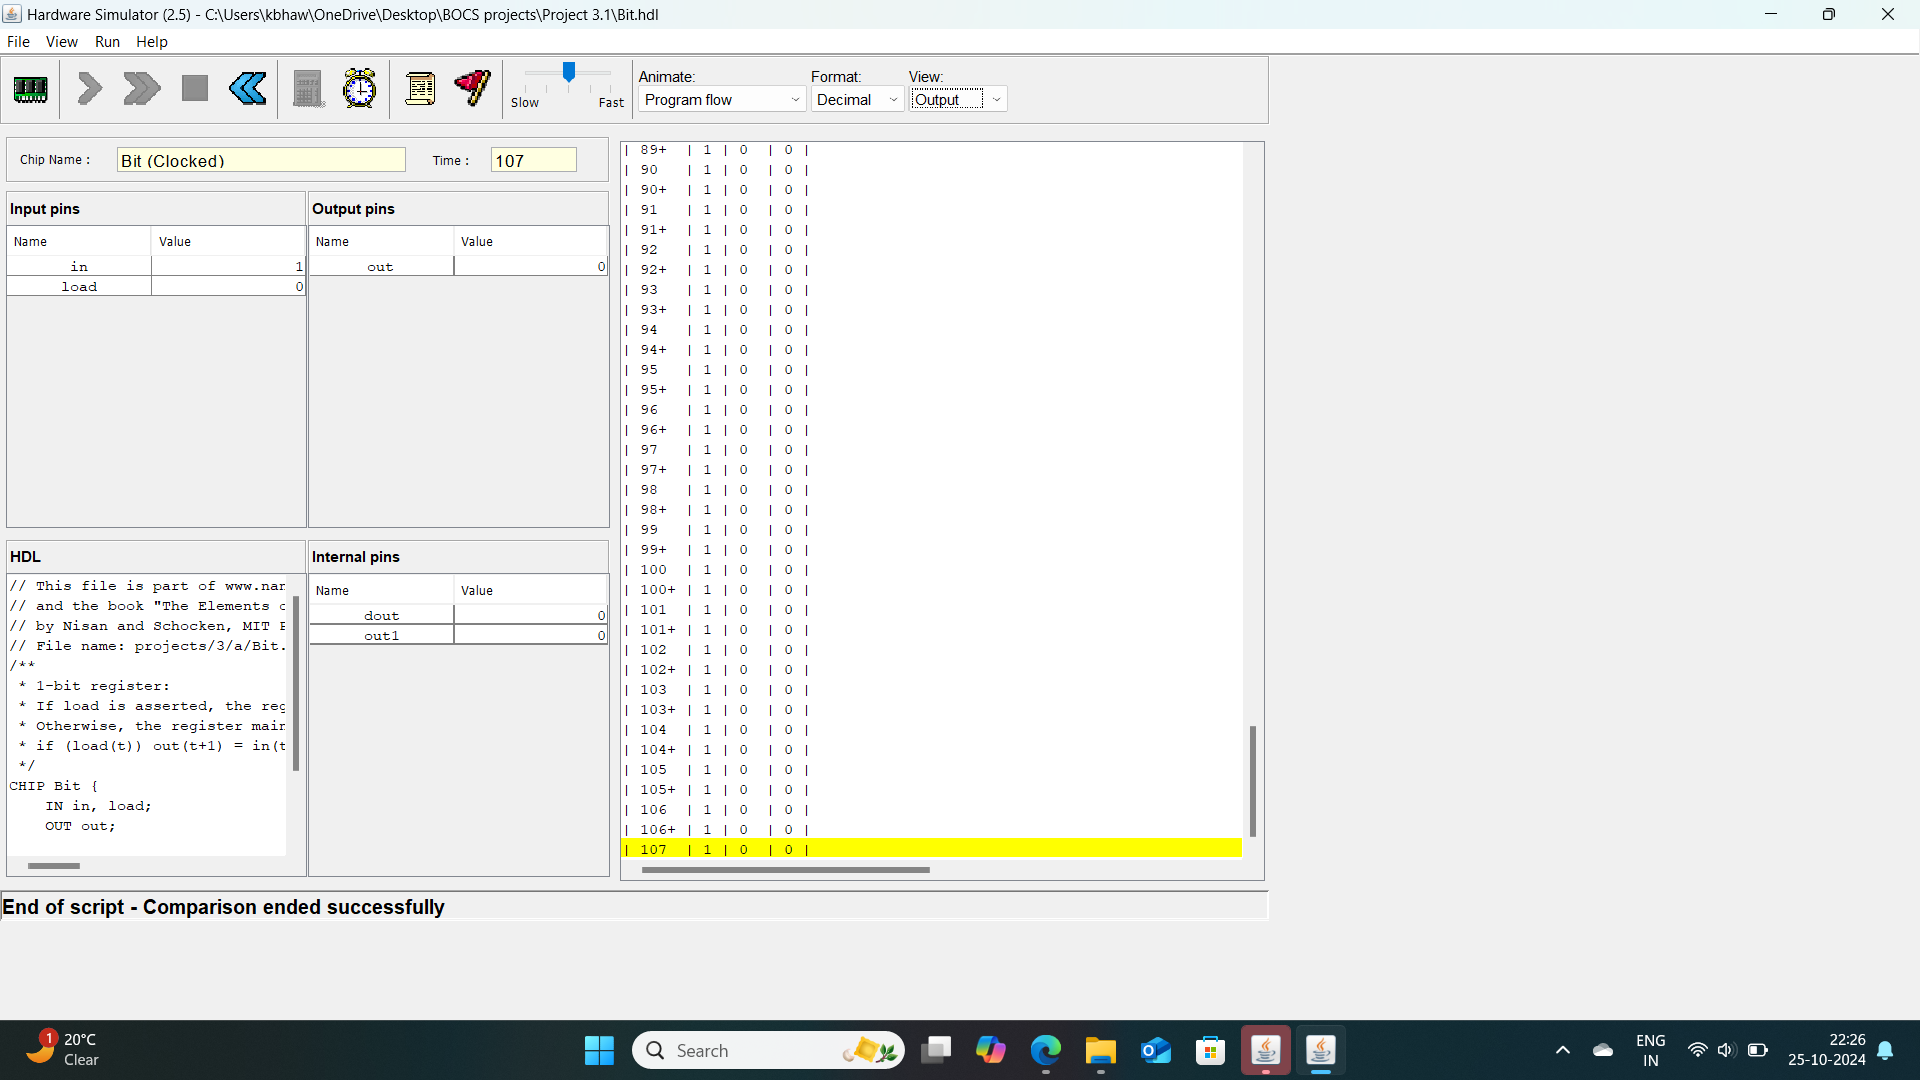 Hardware Simulator (2.5) - C:\Users\kbhaw\OneDrive\Desktop\BOCS projects\Project 3.1\Bit.hdl
File View Run Help
Slow Fast
Animate: Format: View:
Program flow Decimal Output
Chip Name : Bit (Clocked) Time : 107
Input pins
Name Value
in 1
load 0
Output pins
Name Value
out 0
HDL
// This file is part of www.nan
// and the book "The Elements o
// by Nisan and Schocken, MIT P
// File name: projects/3/a/Bit.
/**
* 1-bit register:
* If load is asserted, the reg
* Otherwise, the register main
* if (load(t)) out(t+1) = in(t
*/
CHIP Bit {
IN in, load;
OUT out;
Internal pins
Name Value
dout 0
out1 0
| 89+ | 1 | 0 | 0 |
| 90 | 1 | 0 | 0 |
| 90+ | 1 | 0 | 0 |
| 91 | 1 | 0 | 0 |
| 91+ | 1 | 0 | 0 |
| 92 | 1 | 0 | 0 |
| 92+ | 1 | 0 | 0 |
| 93 | 1 | 0 | 0 |
| 93+ | 1 | 0 | 0 |
| 94 | 1 | 0 | 0 |
| 94+ | 1 | 0 | 0 |
| 95 | 1 | 0 | 0 |
| 95+ | 1 | 0 | 0 |
| 96 | 1 | 0 | 0 |
| 96+ | 1 | 0 | 0 |
| 97 | 1 | 0 | 0 |
| 97+ | 1 | 0 | 0 |
| 98 | 1 | 0 | 0 |
| 98+ | 1 | 0 | 0 |
| 99 | 1 | 0 | 0 |
| 99+ | 1 | 0 | 0 |
| 100 | 1 | 0 | 0 |
| 100+ | 1 | 0 | 0 |
| 101 | 1 | 0 | 0 |
| 101+ | 1 | 0 | 0 |
| 102 | 1 | 0 | 0 |
| 102+ | 1 | 0 | 0 |
| 103 | 1 | 0 | 0 |
| 103+ | 1 | 0 | 0 |
| 104 | 1 | 0 | 0 |
| 104+ | 1 | 0 | 0 |
| 105 | 1 | 0 | 0 |
| 105+ | 1 | 0 | 0 |
| 106 | 1 | 0 | 0 |
| 106+ | 1 | 0 | 0 |
| 107 | 1 | 0 | 0 |
End of script - Comparison ended successfully
1
20°C
Clear
Search
ENG
IN
22:26
25-10-2024